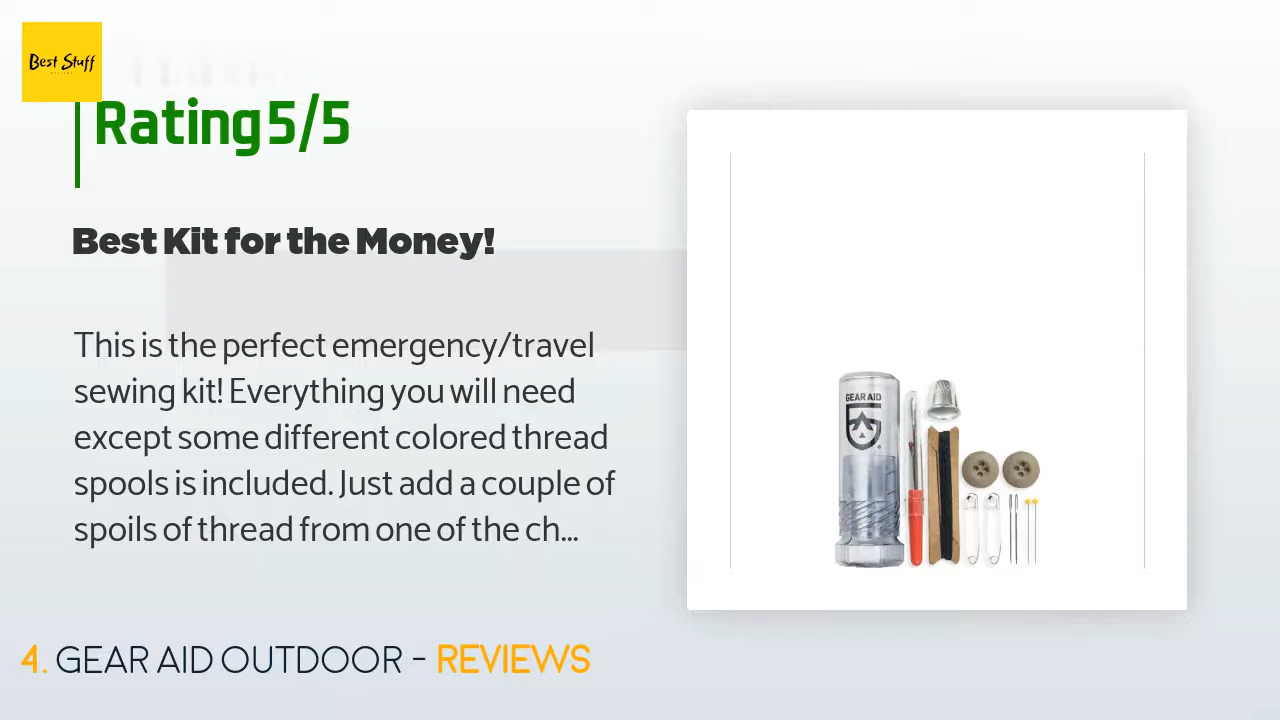 Best Stuff
Rating 5/5
Best Kit for the Money!
This is the perfect emergency/travel
sewing kit! Everything you will need
except some different colored thread
spools is included. Just add a couple of
spoils of thread from one of the ch...
GEAR AID
4. GEAR AID OUTDOOR - REVIEWS